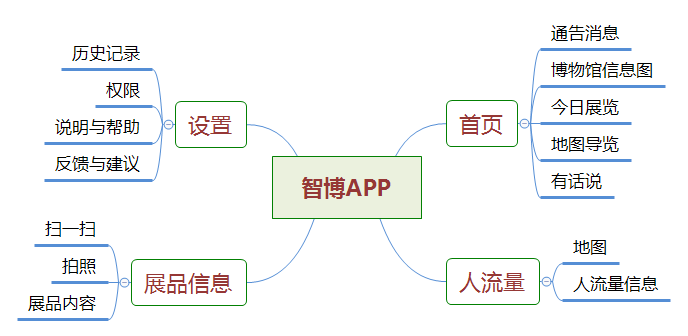 智博APP
首页
通告消息
博物馆信息图
今日展览
地图导览
有话说
人流量
地图
人流量信息
设置
历史记录
权限
说明与帮助
反馈与建议
展品信息
扫一扫
拍照
展品内容